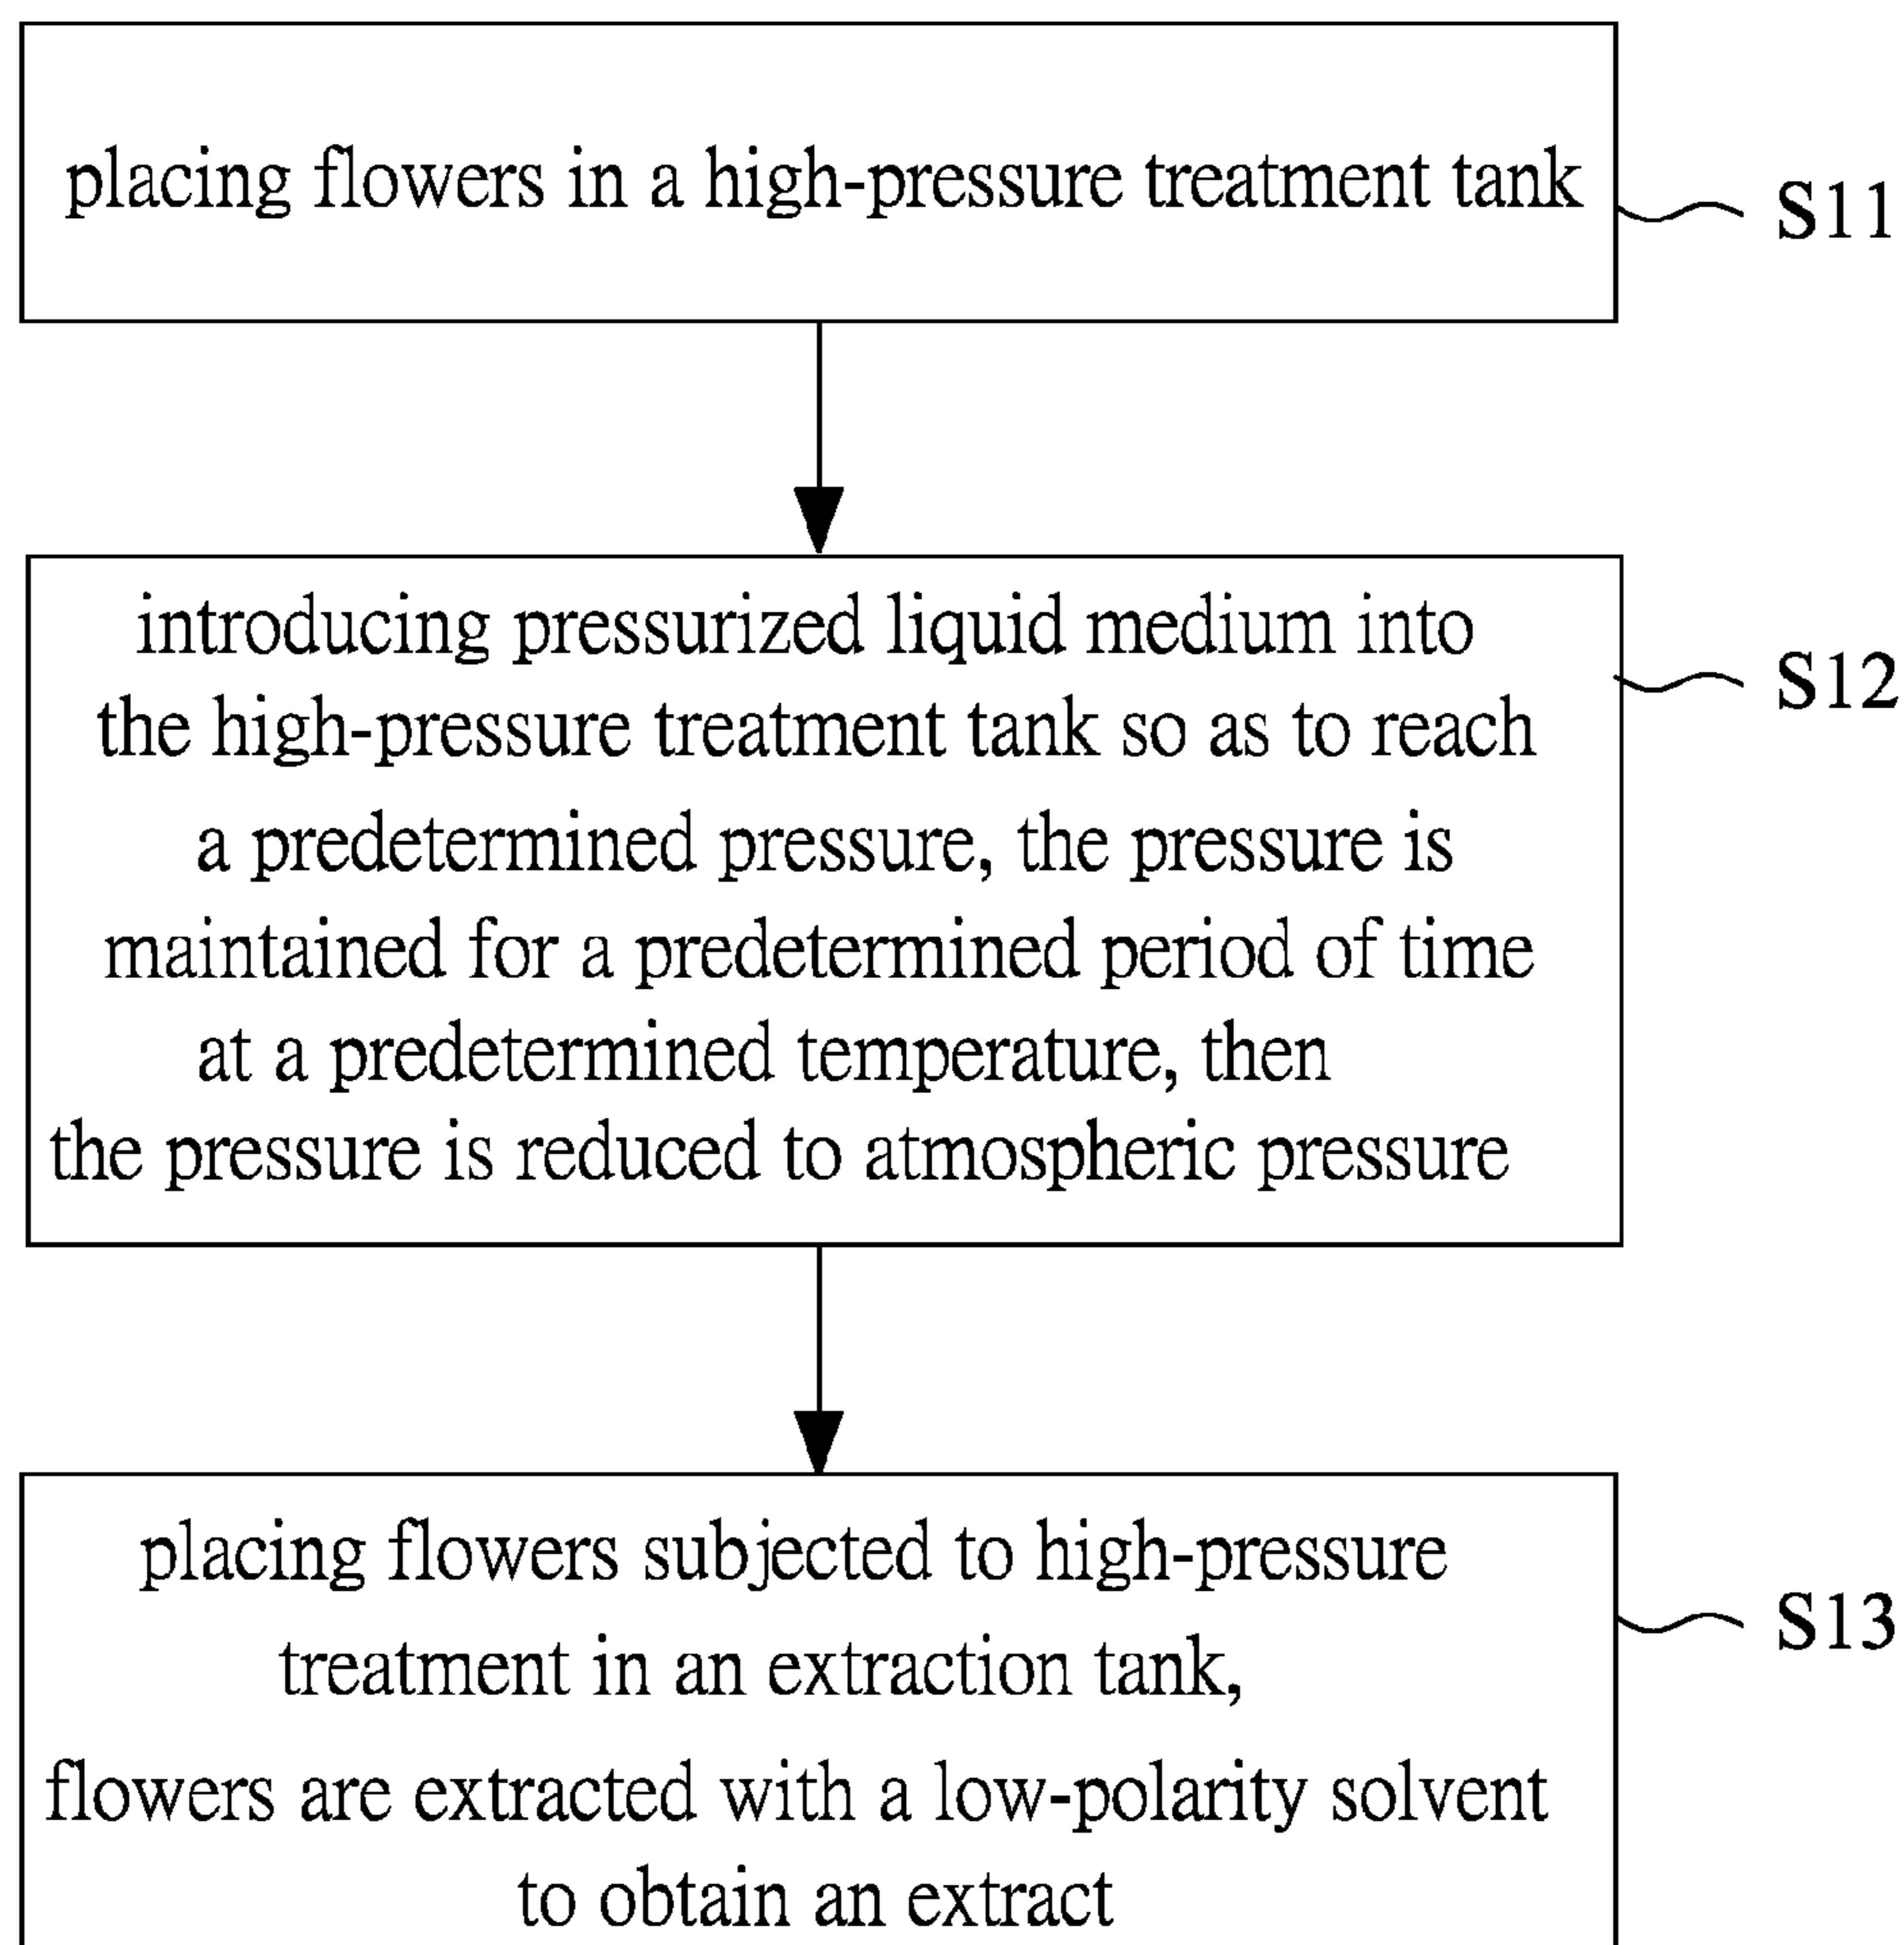 placing flowers in a high-pressure treatment tank
S11
introducing pressurized liquid medium into
S12
the high-pressure treatment tank so as to reach
a predetermined pressure, the pressure is
maintained for a predetermined period of time
at a predetermined temperature, then
the pressure is reduced to atmospheric pressure
placing flowers subjected to high-pressure
S13
treatment in an extraction tank,
flowers are extracted with a low-polarity solvent
to obtain an extract